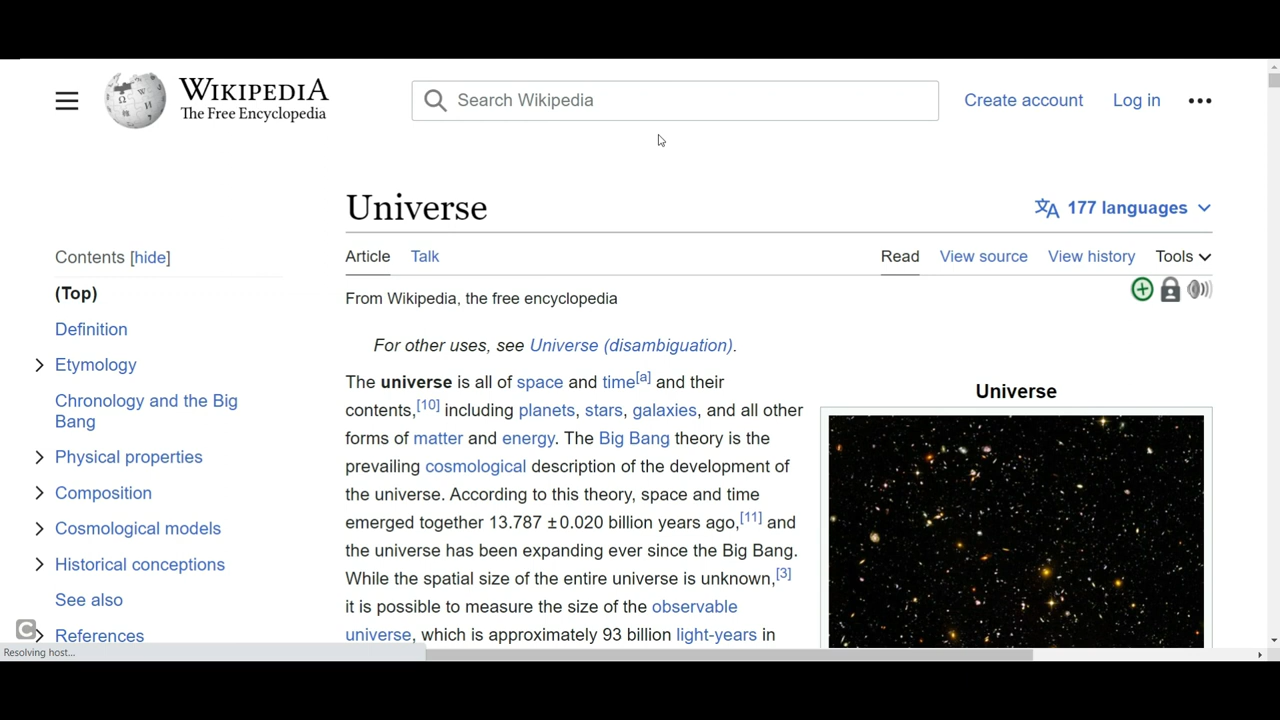 WIKIPEDIA
The Free Encyclopedia
Search Wikipedia
Create account
Log in
Universe
177 languages
Contents [hide]
Article
Talk
Read
View source
View history
Tools
(Top)
From Wikipedia, the free encyclopedia
Definition
Etymology
Chronology and the Big
Bang
Physical properties
Composition
Cosmological models
Historical conceptions
See also
References
For other uses, see Universe (disambiguation).
The universe is all of space and time[a] and their
contents,[10] including planets, stars, galaxies, and all other
forms of matter and energy. The Big Bang theory is the
prevailing cosmological description of the development of
the universe. According to this theory, space and time
emerged together 13.787 ±0.020 billion years ago,[11] and
the universe has been expanding ever since the Big Bang.
While the spatial size of the entire universe is unknown,[3]
it is possible to measure the size of the observable
universe, which is approximately 93 billion light-years in
Universe
C
Resolving host...